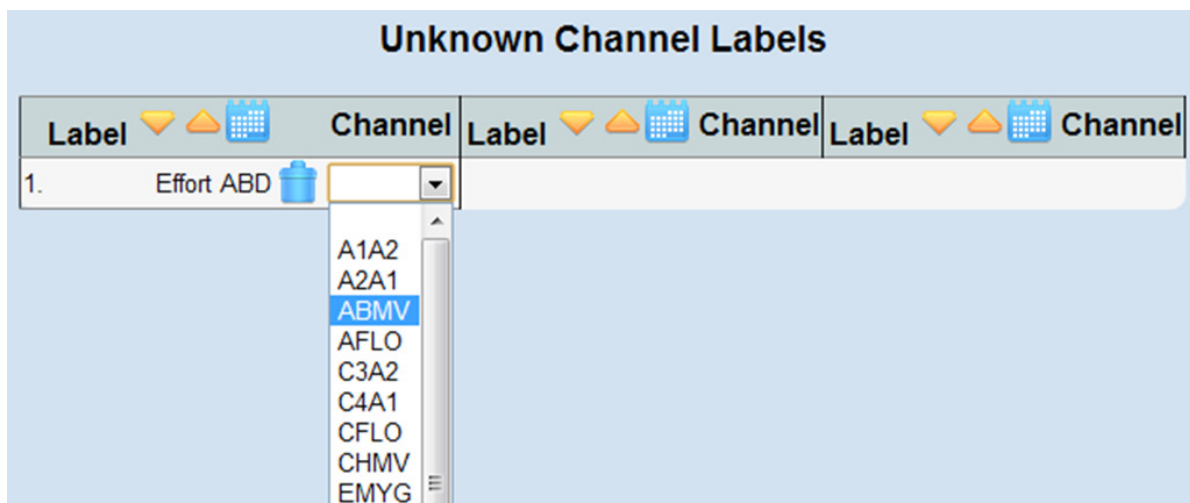 Unknown Channel Labels
Label Channel Label Channel Label Channel
1. Effort ABD
A1A2
A2A1
ABMV
AFLO
C3A2
C4A1
CFLO
CHMV
EMYG